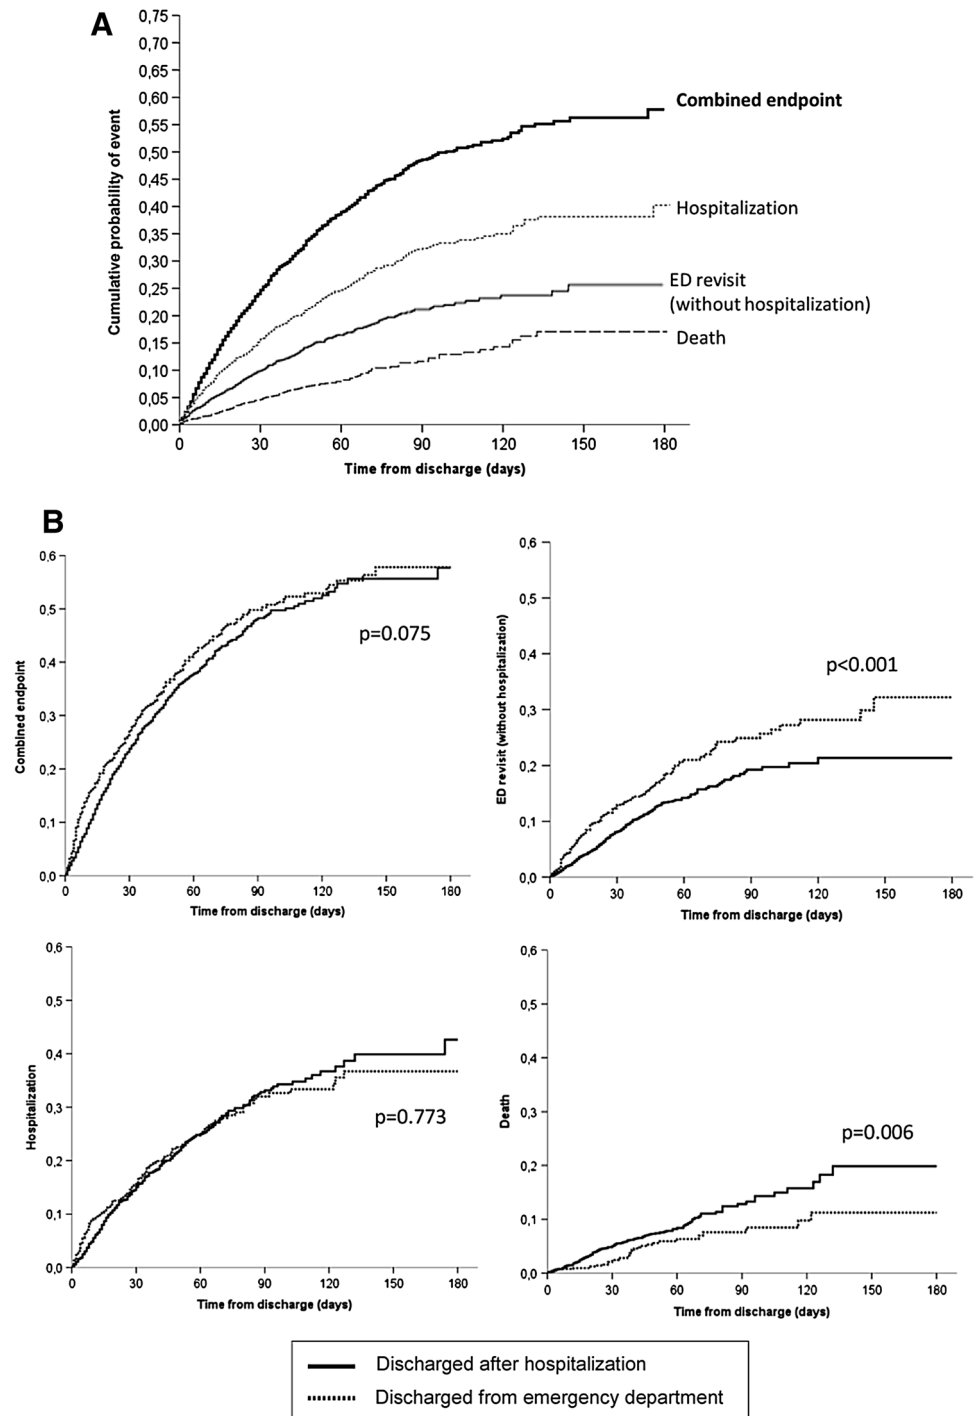 A
0,75
0,70
0,65
0,60
0,55
0,50
0,45
0,40
0,35
0,30
0,25
0,20
0,15
0,10
0,05
0,00
Cumulative probability of event
Combined endpoint
Hospitalization
ED revisit
(without hospitalization)
Death
0 30 60 90 120 150 180
Time from discharge (days)
B
0,6
0,5
0,4
0,3
0,2
0,1
0,0
Combined endpoint
p=0.075
0 30 60 90 120 150 180
Time from discharge (days)
0,6
0,5
0,4
0,3
0,2
0,1
0,0
ED revisit (without hospitalization)
p<0.001
0 30 60 90 120 150 180
Time from discharge (days)
0,6
0,5
0,4
0,3
0,2
0,1
0,0
Hospitalization
p=0.773
0 30 60 90 120 150 180
Time from discharge (days)
0,6
0,5
0,4
0,3
0,2
0,1
0,0
Death
p=0.006
0 30 60 90 120 150 180
Time from discharge (days)
Discharged after hospitalization
Discharged from emergency department